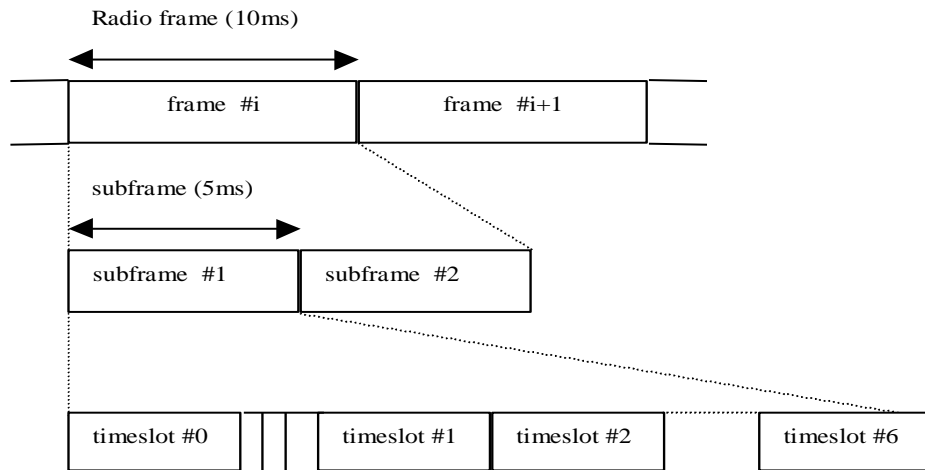 Radio frame (10ms)
frame #i
frame #i+1
subframe (5ms)
subframe #1
subframe #2
timeslot #0
timeslot #1
timeslot #2
timeslot #6